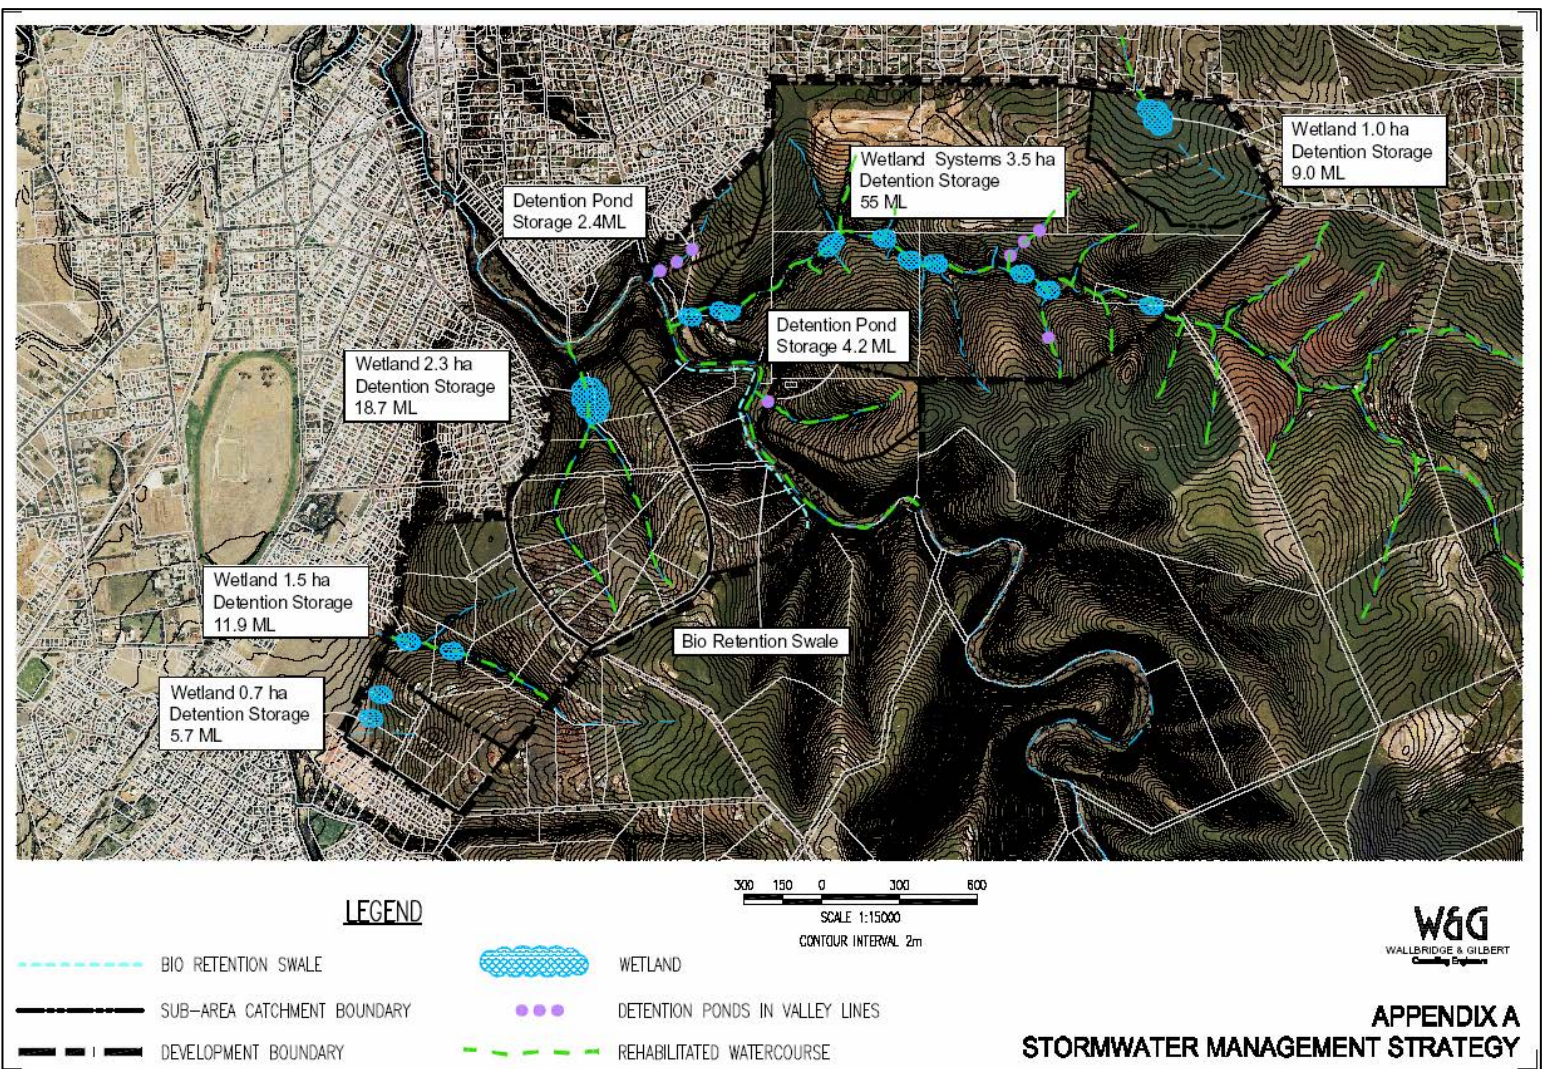 Wetland 1.0 ha
Detention Storage
9.0 ML
Wetland Systems 3.5 ha
Detention Storage
55 ML
Detention Pond
Storage 2.4ML
Detention Pond
Storage 4.2 ML
Wetland 2.3 ha
Detention Storage
18.7 ML
Wetland 1.5 ha
Detention Storage
11.9 ML
Bio Retention Swale
Wetland 0.7 ha
Detention Storage
5.7 ML
LEGEND
BIO RETENTION SWALE
SUB-AREA CATCHMENT BOUNDARY
DEVELOPMENT BOUNDARY
WETLAND
DETENTION PONDS IN VALLEY LINES
REHABILITATED WATERCOURSE
300 150 0 300 600
SCALE 1:15000
CONTOUR INTERVAL 2m
W&G
WALLBRIDGE & GILBERT
Consulting Engineers
APPENDIX A
STORMWATER MANAGEMENT STRATEGY